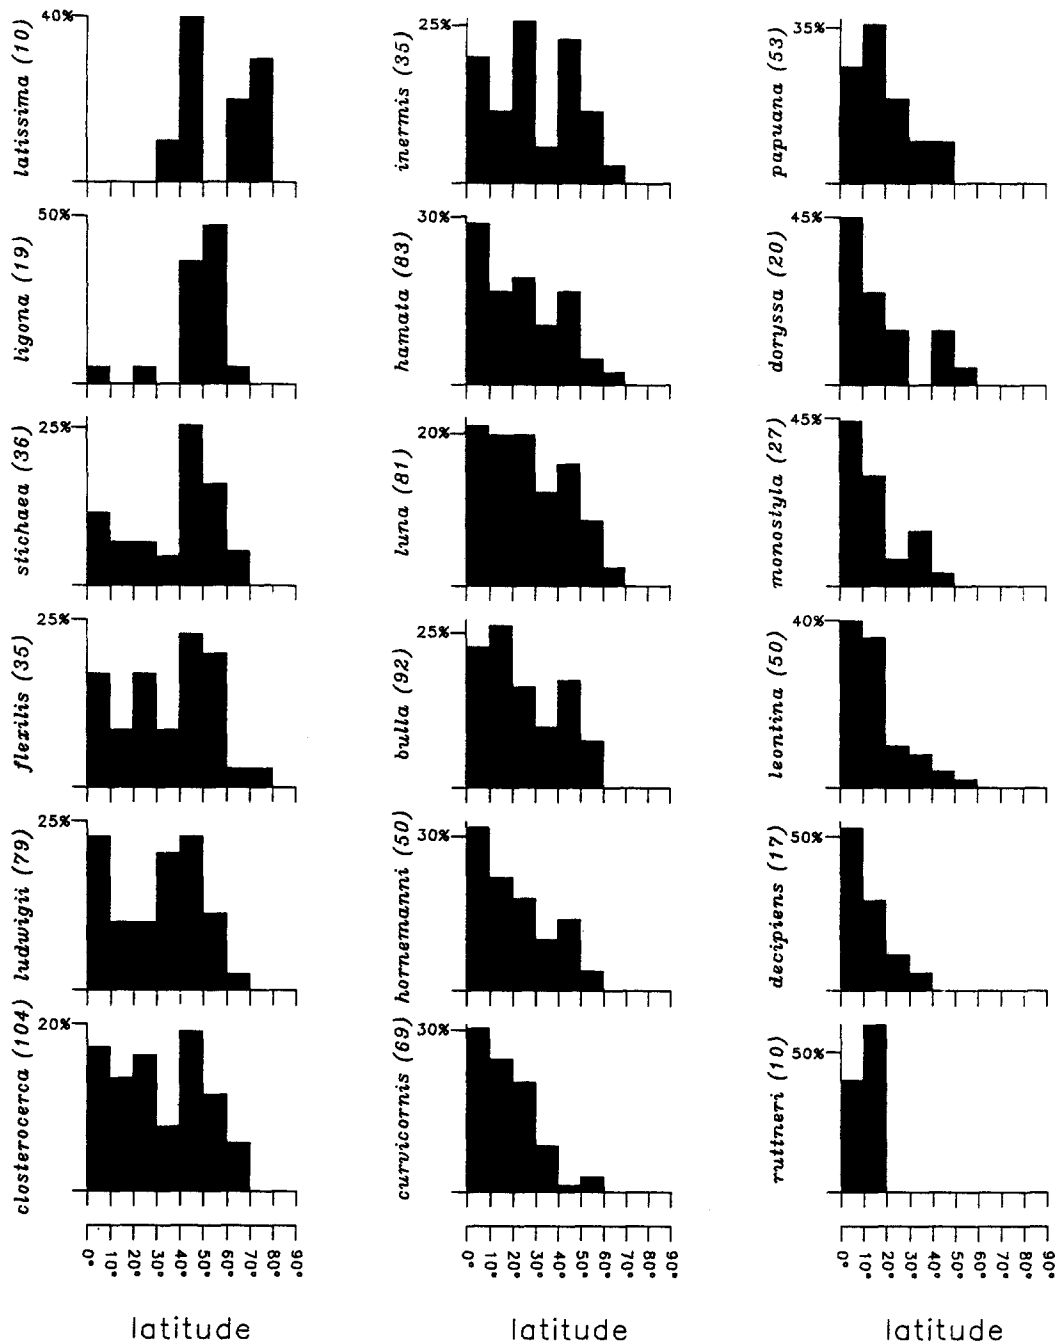 latissima (10)
40%
ligona (19)
50%
stichaea (36)
25%
flexilis (35)
25%
ludwigii (79)
25%
closterocerca (104)
20%
0° 10° 20° 30° 40° 50° 60° 70° 80° 90°
latitude
inermis (35)
25%
hamata (83)
30%
luna (81)
20%
bulla (92)
25%
hornemanni (50)
30%
curvicornis (69)
30%
0° 10° 20° 30° 40° 50° 60° 70° 80° 90°
latitude
papuana (53)
35%
doryssa (20)
45%
monostyla (27)
45%
leontina (50)
40%
decipiens (17)
50%
ruttneri (10)
50%
0° 10° 20° 30° 40° 50° 60° 70° 80° 90°
latitude